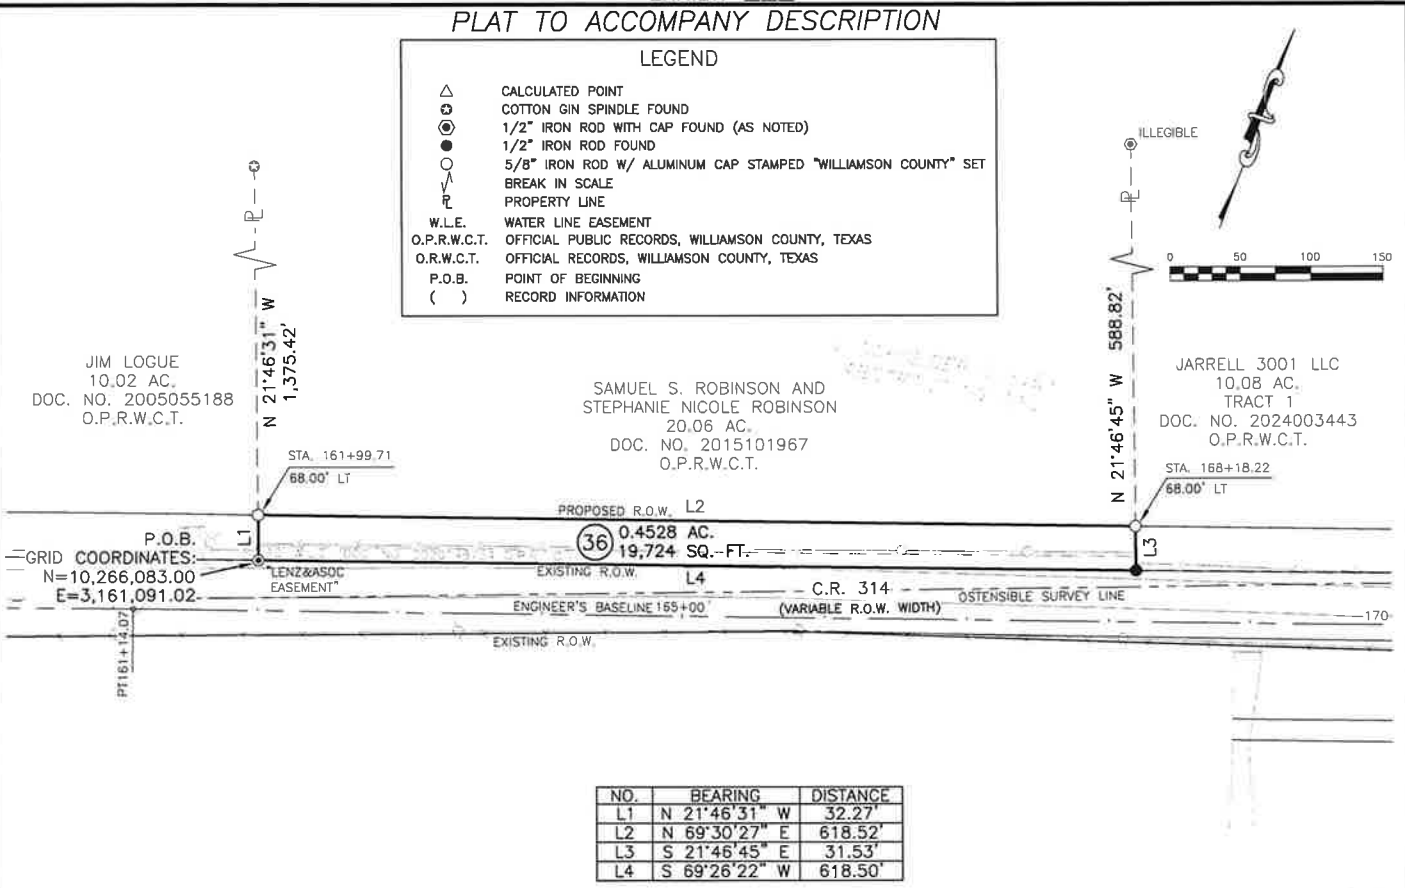 PLAT TO ACCOMPANY DESCRIPTION
LEGEND
CALCULATED POINT
COTTON GIN SPINDLE FOUND
1/2" IRON ROD WITH CAP FOUND (AS NOTED)
1/2" IRON ROD FOUND
5/8" IRON ROD W/ ALUMINUM CAP STAMPED "WILLIAMSON COUNTY" SET
BREAK IN SCALE
PROPERTY LINE
W.L.E. WATER LINE EASEMENT
O.P.R.W.C.T. OFFICIAL PUBLIC RECORDS, WILLIAMSON COUNTY, TEXAS
O.R.W.C.T. OFFICIAL RECORDS, WILLIAMSON COUNTY, TEXAS
P.O.B. POINT OF BEGINNING
( ) RECORD INFORMATION
ILLEGIBLE
0 50 100 150
N 21°46'31" W
1,375.42'
N 21°46'45" W 588.82'
JIM LOGUE
10.02 AC.
DOC. NO. 2005055188
O.P.R.W.C.T.
SAMUEL S. ROBINSON AND
STEPHANIE NICOLE ROBINSON
20.06 AC.
DOC. NO. 2015101967
O.P.R.W.C.T.
JARRELL 3001 LLC
10.08 AC.
TRACT 1
DOC. NO. 2024003443
O.P.R.W.C.T.
STA. 161+99.71
68.00' LT
STA. 168+18.22
68.00' LT
PROPOSED R.O.W. L2
L1
36
0.4528 AC.
19,724 SQ.-FT.
L3
P.O.B.
GRID COORDINATES:
N=10,266,083.00
E=3,161,091.02
"LENZ&ASOC
EASEMENT"
EXISTING R.O.W.
L4
C.R. 314
(VARIABLE R.O.W. WIDTH)
OSTENSIBLE SURVEY LINE
ENGINEER'S BASELINE 165+00
170
PT161+14.07
EXISTING R.O.W.
NO. BEARING DISTANCE
L1 N 21°46'31" W 32.27'
L2 N 69°30'27" E 618.52'
L3 S 21°46'45" E 31.53'
L4 S 69°26'22" W 618.50'